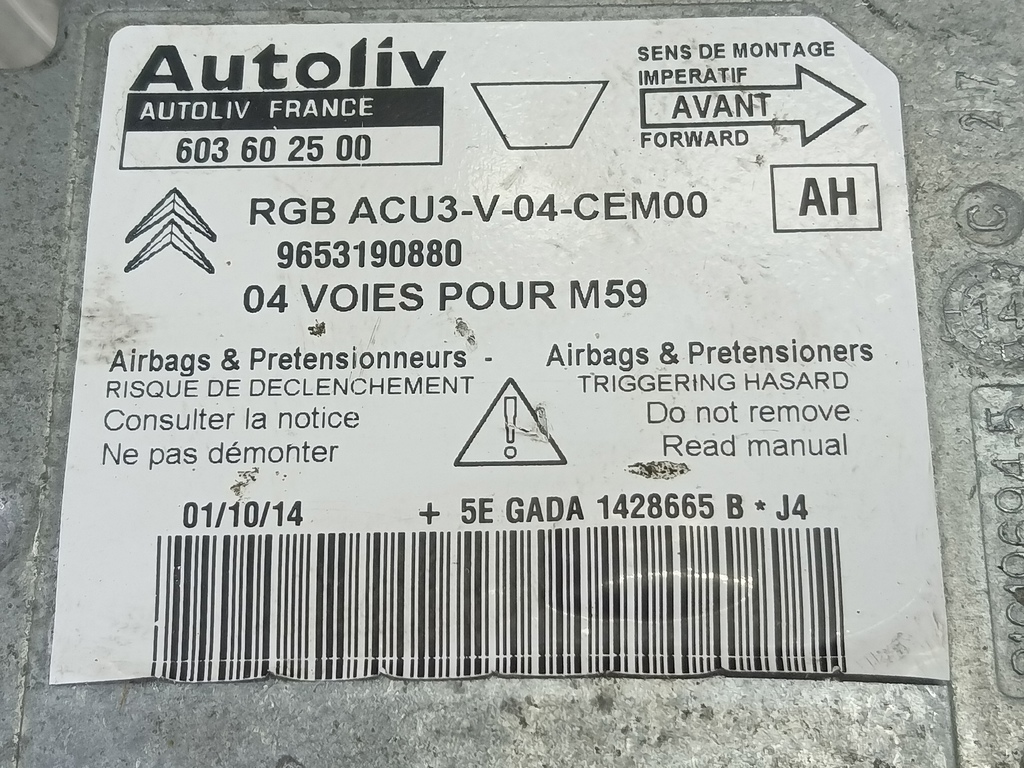 Autoliv
AUTOLIV FRANCE
603 60 25 00
SENS DE MONTAGE
IMPERATIF
AVANT
FORWARD
AH
RGB ACU3-V-04-CEM00
9653190880
04 VOIES POUR M59
Airbags & Pretensionneurs -
RISQUE DE DECLENCHEMENT
Consulter la notice
Ne pas démonter
Airbags & Pretensioners
TRIGGERING HASARD
Do not remove
Read manual
!
01/10/14 + 5E GADA 1428665 B * J4
27
C